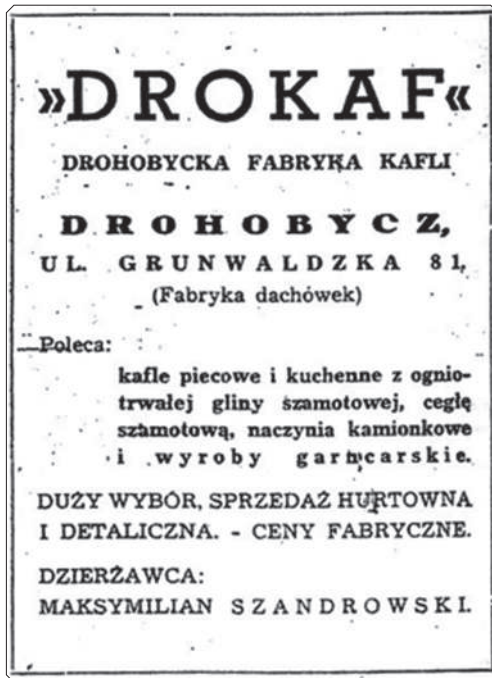 »DROKAF«
DROHOBYCKA FABRYKA KAFLI
DROHOBYCZ,
UL. GRUNWALDZKA 81,
(Fabryka dachówek)
Poleca:
kafle piecowe i kuchenne z ognio-
trwałej gliny szamotowej, cegłę
szamotową, naczynia kamionkowe
i wyroby garncarskie.
DUŻY WYBÓR, SPRZEDAŻ HURTOWNA
I DETALICZNA. - CENY FABRYCZNE.
DZIERŻAWCA:
MAKSYMILIAN SZANDROWSKI.